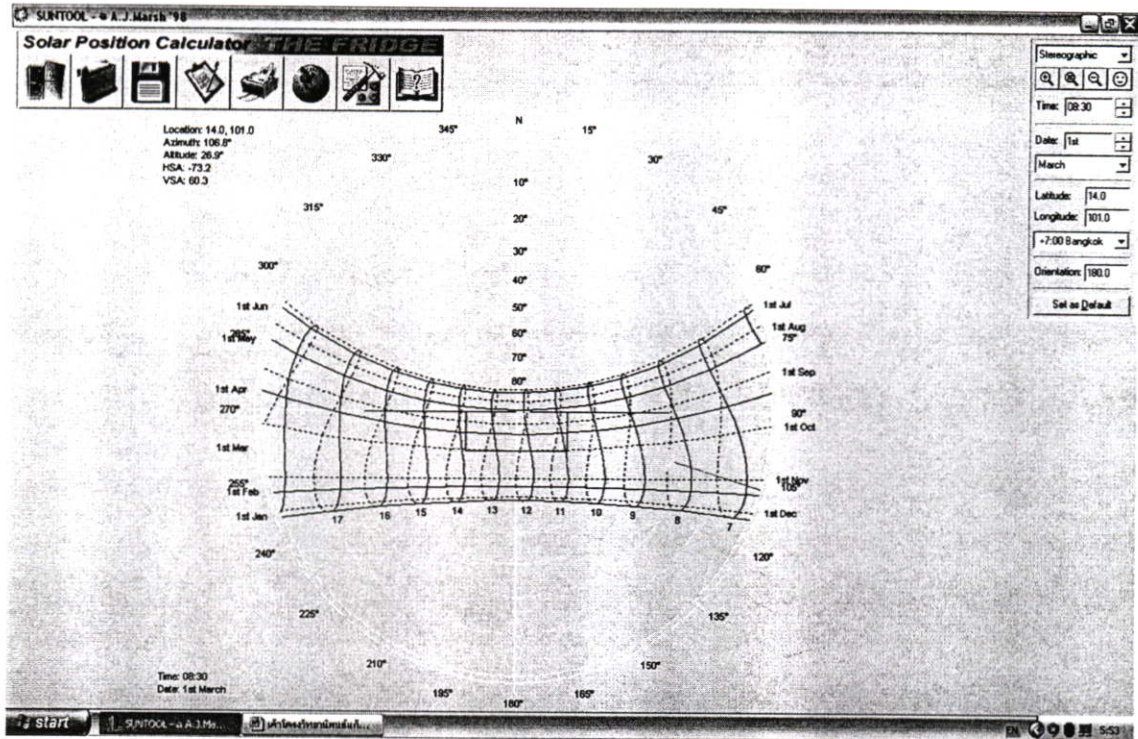 SUNTOOL - © A.J.Marsh '98
Solar Position Calculator THE FRIDGE
Stereographic
Time: 08:30
Date: 1st
March
Latitude: 14.0
Longitude: 101.0
+7:00 Bangkok
Orientation: 180.0
Set as Default
Location: 14.0, 101.0
Azimuth: 106.8°
Altitude: 26.9°
HSA: -73.2
VSA: 60.3
N
345°
15°
330°
30°
10°
315°
45°
20°
30°
300°
60°
40°
50°
1st Jun
1st Jul
60°
1st Aug
285°
1st May
75°
70°
1st Sep
80°
1st Apr
270°
90°
1st Oct
1st Mar
255°
1st Nov
105°
1st Feb
1st Jan
1st Dec
17
16
15
14
13
12
11
10
9
8
7
240°
120°
225°
135°
210°
150°
195°
165°
180°
Time: 08:30
Date: 1st March
start
SUNTOOL - © A.J.Ma...
EN
5:53